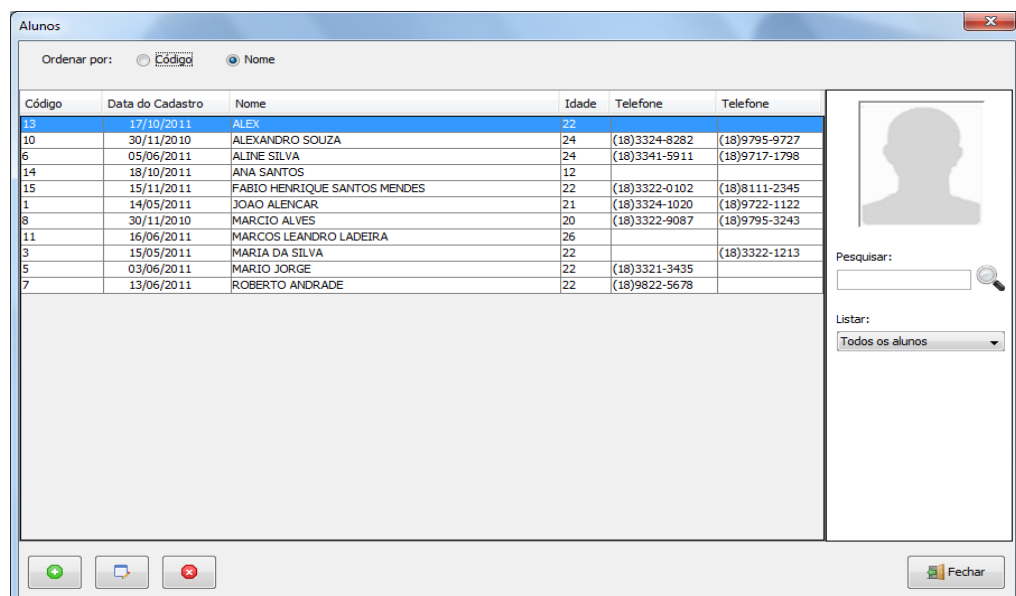 Alunos
Ordenar por: Código Nome
Código Data do Cadastro Nome Idade Telefone Telefone
13 17/10/2011 ALEX 22
10 30/11/2010 ALEXANDRO SOUZA 24 (18)3324-8282 (18)9795-9727
6 05/06/2011 ALINE SILVA 24 (18)3341-5911 (18)9717-1798
14 18/10/2011 ANA SANTOS 12
15 15/11/2011 FABIO HENRIQUE SANTOS MENDES 22 (18)3322-0102 (18)8111-2345
1 14/05/2011 JOAO ALENCAR 21 (18)3324-1020 (18)9722-1122
8 30/11/2010 MARCIO ALVES 20 (18)3322-9087 (18)9795-3243
11 16/06/2011 MARCOS LEANDRO LADEIRA 26
3 15/05/2011 MARIA DA SILVA 22 (18)3322-1213
5 03/06/2011 MARIO JORGE 22 (18)3321-3435
7 13/06/2011 ROBERTO ANDRADE 22 (18)9822-5678
Pesquisar:
Listar:
Todos os alunos
Fechar